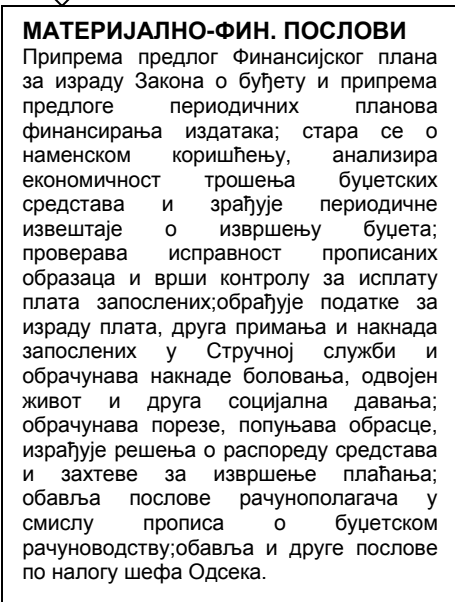 МАТЕРИЈАЛНО-ФИН. ПОСЛОВИ
Припрема предлог Финансијског плана
за израду Закона о буђету и припрема
предлоге периодичних планова
финансирања издатака; стара се о
наменском коришћењу, анализира
економичност трошења буџетских
средстава и зрађује периодичне
извештаје о извршењу буџета;
проверава исправност прописаних
образаца и врши контролу за исплату
плата запослених;обрађује податке за
израду плата, друга примања и накнада
запослених у Стручној служби и
обрачунава накнаде боловања, одвојен
живот и друга социјална давања;
обрачунава порезе, попуњава обрасце,
израђује решења о распореду средстава
и захтеве за извршење плаћања;
обавља послове рачунополагача у
смислу прописа о буџетском
рачуноводству;обавља и друге послове
по налогу шефа Одсека.